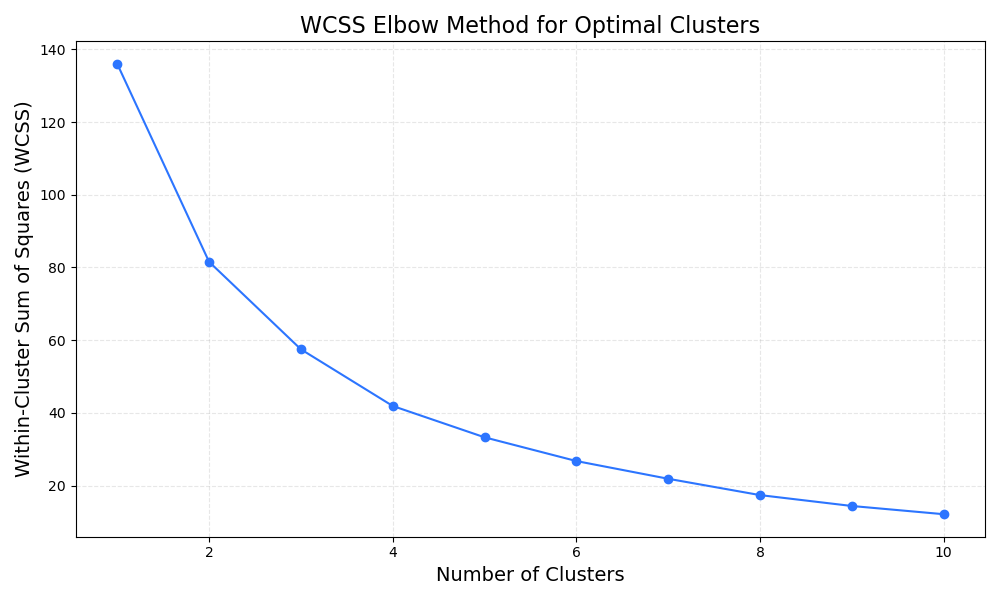 WCSS Elbow Method for Optimal Clusters
Within-Cluster Sum of Squares (WCSS)
140
120
100
80
60
40
20
2 4 6 8 10
Number of Clusters